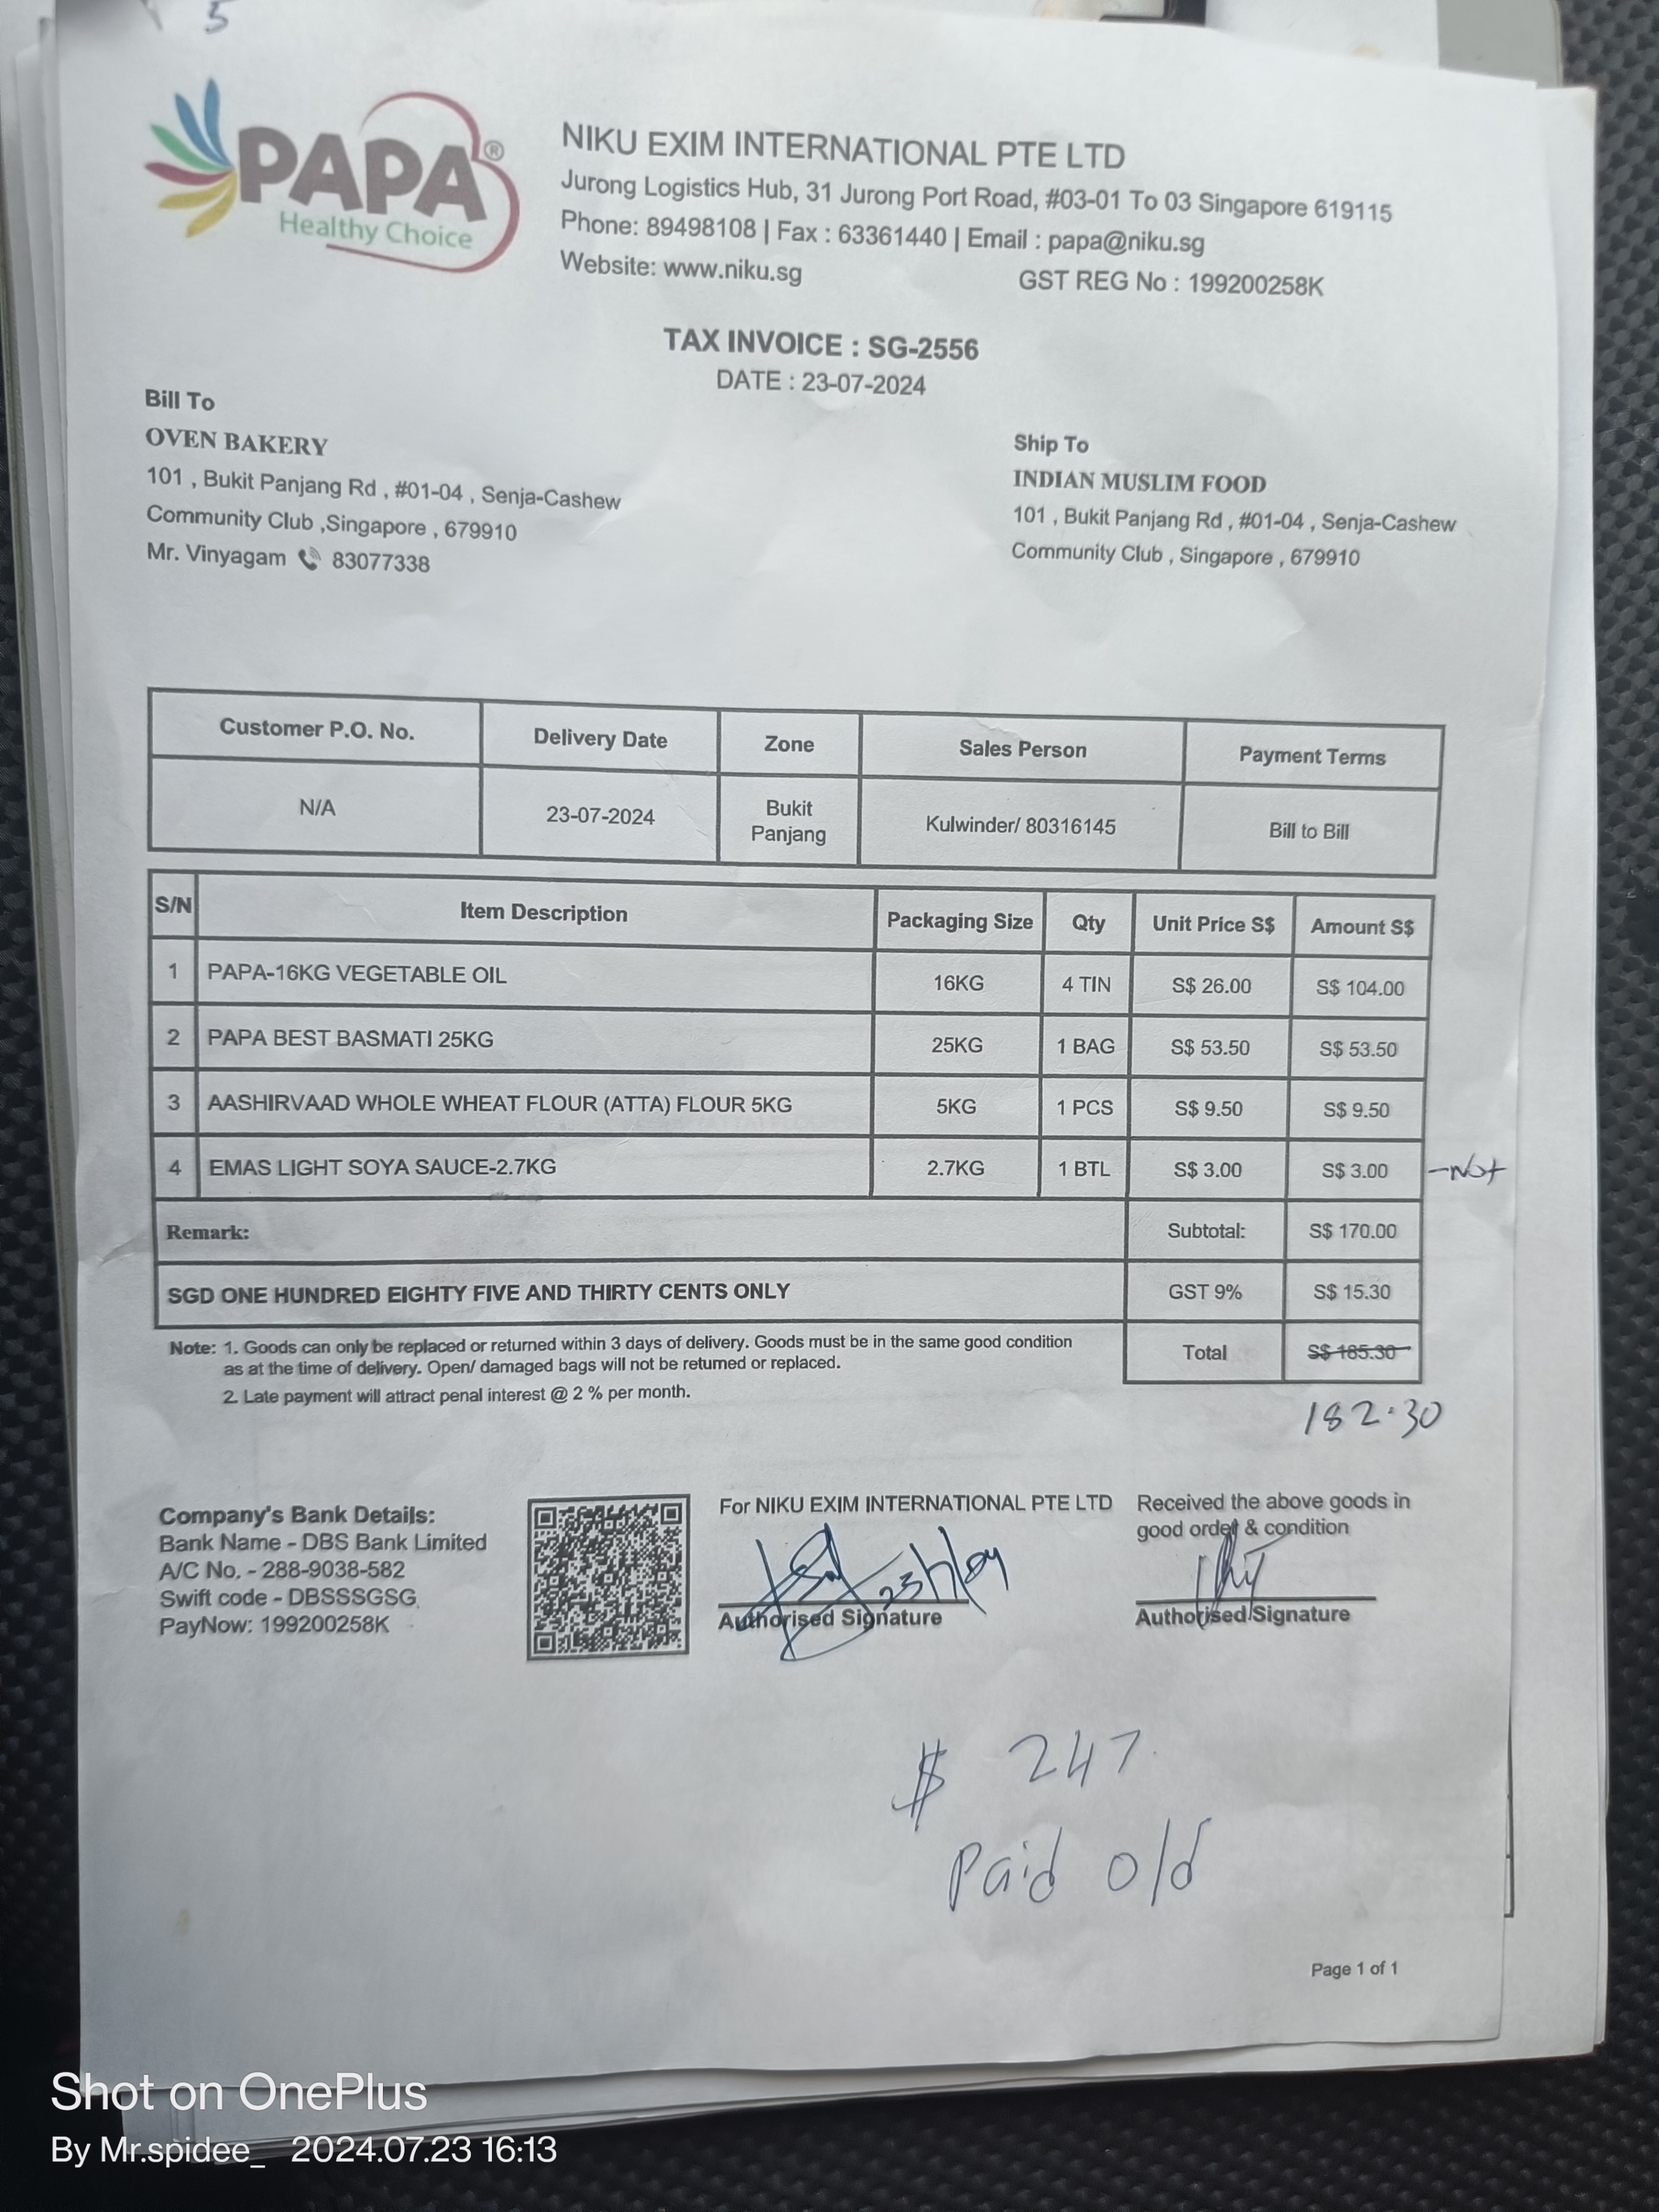 5
PAPA®
Healthy Choice
NIKU EXIM INTERNATIONAL PTE LTD
Jurong Logistics Hub, 31 Jurong Port Road, #03-01 To 03 Singapore 619115
Phone: 89498108 | Fax : 63361440 | Email : papa@niku.sg
Website: www.niku.sg GST REG No : 199200258K
TAX INVOICE : SG-2556
DATE : 23-07-2024
Bill To
OVEN BAKERY
101 , Bukit Panjang Rd , #01-04 , Senja-Cashew
Community Club ,Singapore , 679910
Mr. Vinyagam 83077338
Ship To
INDIAN MUSLIM FOOD
101 , Bukit Panjang Rd , #01-04 , Senja-Cashew
Community Club , Singapore , 679910
Customer P.O. No. Delivery Date Zone Sales Person Payment Terms
N/A 23-07-2024 Bukit Panjang Kulwinder/ 80316145 Bill to Bill
S/N Item Description Packaging Size Qty Unit Price S$ Amount S$
1 PAPA-16KG VEGETABLE OIL 16KG 4 TIN S$ 26.00 S$ 104.00
2 PAPA BEST BASMATI 25KG 25KG 1 BAG S$ 53.50 S$ 53.50
3 AASHIRVAAD WHOLE WHEAT FLOUR (ATTA) FLOUR 5KG 5KG 1 PCS S$ 9.50 S$ 9.50
4 EMAS LIGHT SOYA SAUCE-2.7KG 2.7KG 1 BTL S$ 3.00 S$ 3.00 -Not
Remark: Subtotal: S$ 170.00
SGD ONE HUNDRED EIGHTY FIVE AND THIRTY CENTS ONLY GST 9% S$ 15.30
Total S$ 185.30
182.30
Note: 1. Goods can only be replaced or returned within 3 days of delivery. Goods must be in the same good condition
as at the time of delivery. Open/ damaged bags will not be returned or replaced.
2. Late payment will attract penal interest @ 2 % per month.
Company's Bank Details:
Bank Name - DBS Bank Limited
A/C No. - 288-9038-582
Swift code - DBSSSGSG
PayNow: 199200258K
For NIKU EXIM INTERNATIONAL PTE LTD
Authorised Signature
Received the above goods in
good order & condition
Authorised Signature
$ 247
Paid old
Page 1 of 1
Shot on OnePlus
By Mr.spidee_ 2024.07.23 16:13